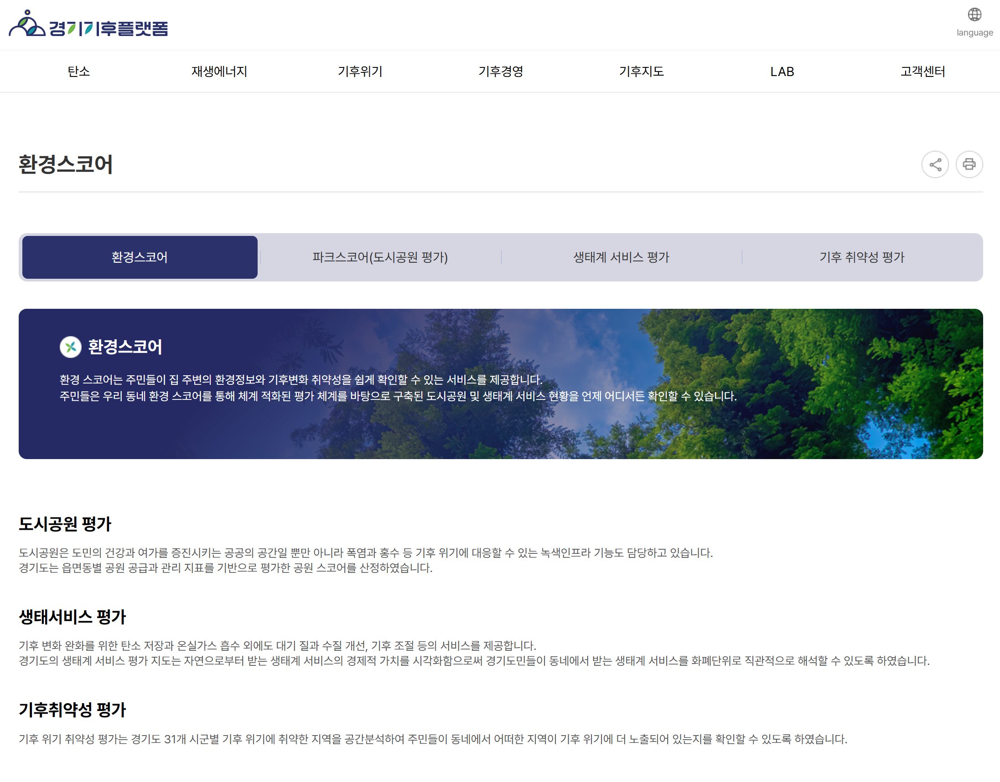 경기기후플랫폼
language
탄소
재생에너지
기후위기
기후경영
기후지도
LAB
고객센터
환경스코어
환경스코어
파크스코어(도시공원 평가)
생태계 서비스 평가
기후 취약성 평가
환경스코어
환경 스코어는 주민들이 집 주변의 환경정보와 기후변화 취약성을 쉽게 확인할 수 있는 서비스를 제공합니다.
주민들은 우리 동네 환경 스코어를 통해 체계 적화된 평가 체계를 바탕으로 구축된 도시공원 및 생태계 서비스 현황을 언제 어디서든 확인할 수 있습니다.
도시공원 평가
도시공원은 도민의 건강과 여가를 증진시키는 공공의 공간일 뿐만 아니라 폭염과 홍수 등 기후 위기에 대응할 수 있는 녹색인프라 기능도 담당하고 있습니다.
경기도는 읍면동별 공원 공급과 관리 지표를 기반으로 평가한 공원 스코어를 산정하였습니다.
생태서비스 평가
기후 변화 완화를 위한 탄소 저장과 온실가스 흡수 외에도 대기 질과 수질 개선, 기후 조절 등의 서비스를 제공합니다.
경기도의 생태계 서비스 평가 지도는 자연으로부터 받는 생태계 서비스의 경제적 가치를 시각화함으로써 경기도민들이 동네에서 받는 생태계 서비스를 화폐단위로 직관적으로 해석할 수 있도록 하였습니다.
기후취약성 평가
기후 위기 취약성 평가는 경기도 31개 시군별 기후 위기에 취약한 지역을 공간분석하여 주민들이 동네에서 어떠한 지역이 기후 위기에 더 노출되어 있는지를 확인할 수 있도록 하였습니다.